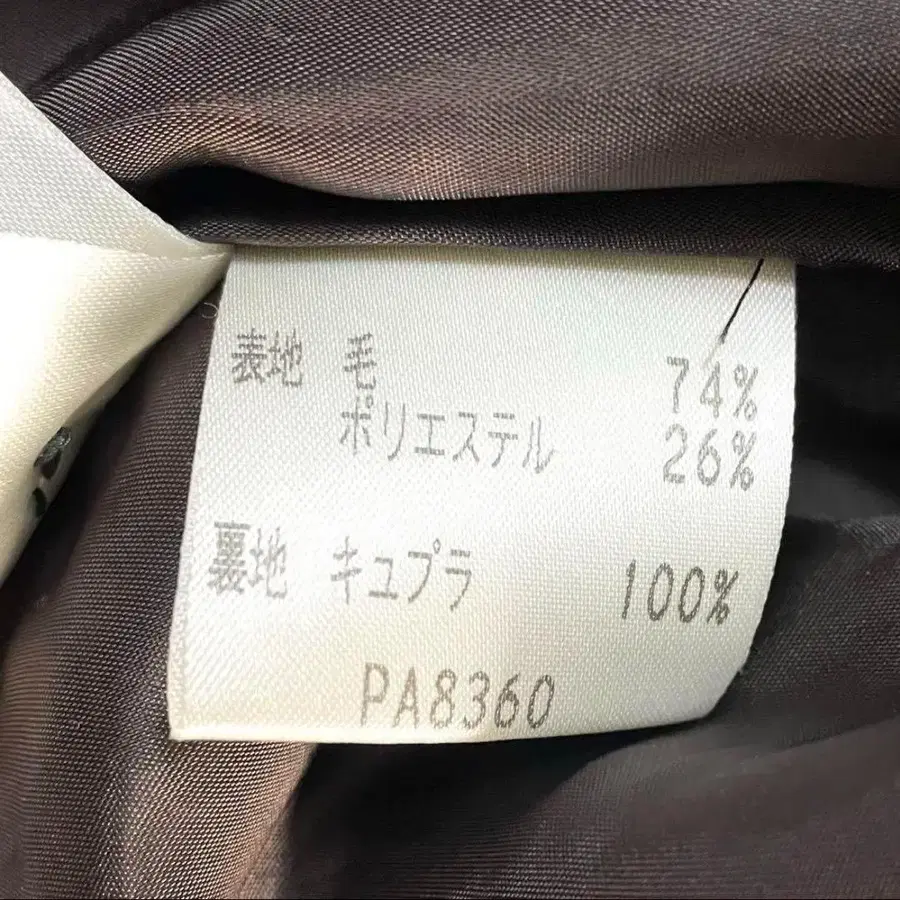 表地 毛 74%
ポリエステル 26%
裏地 キュプラ 100%
PA8360